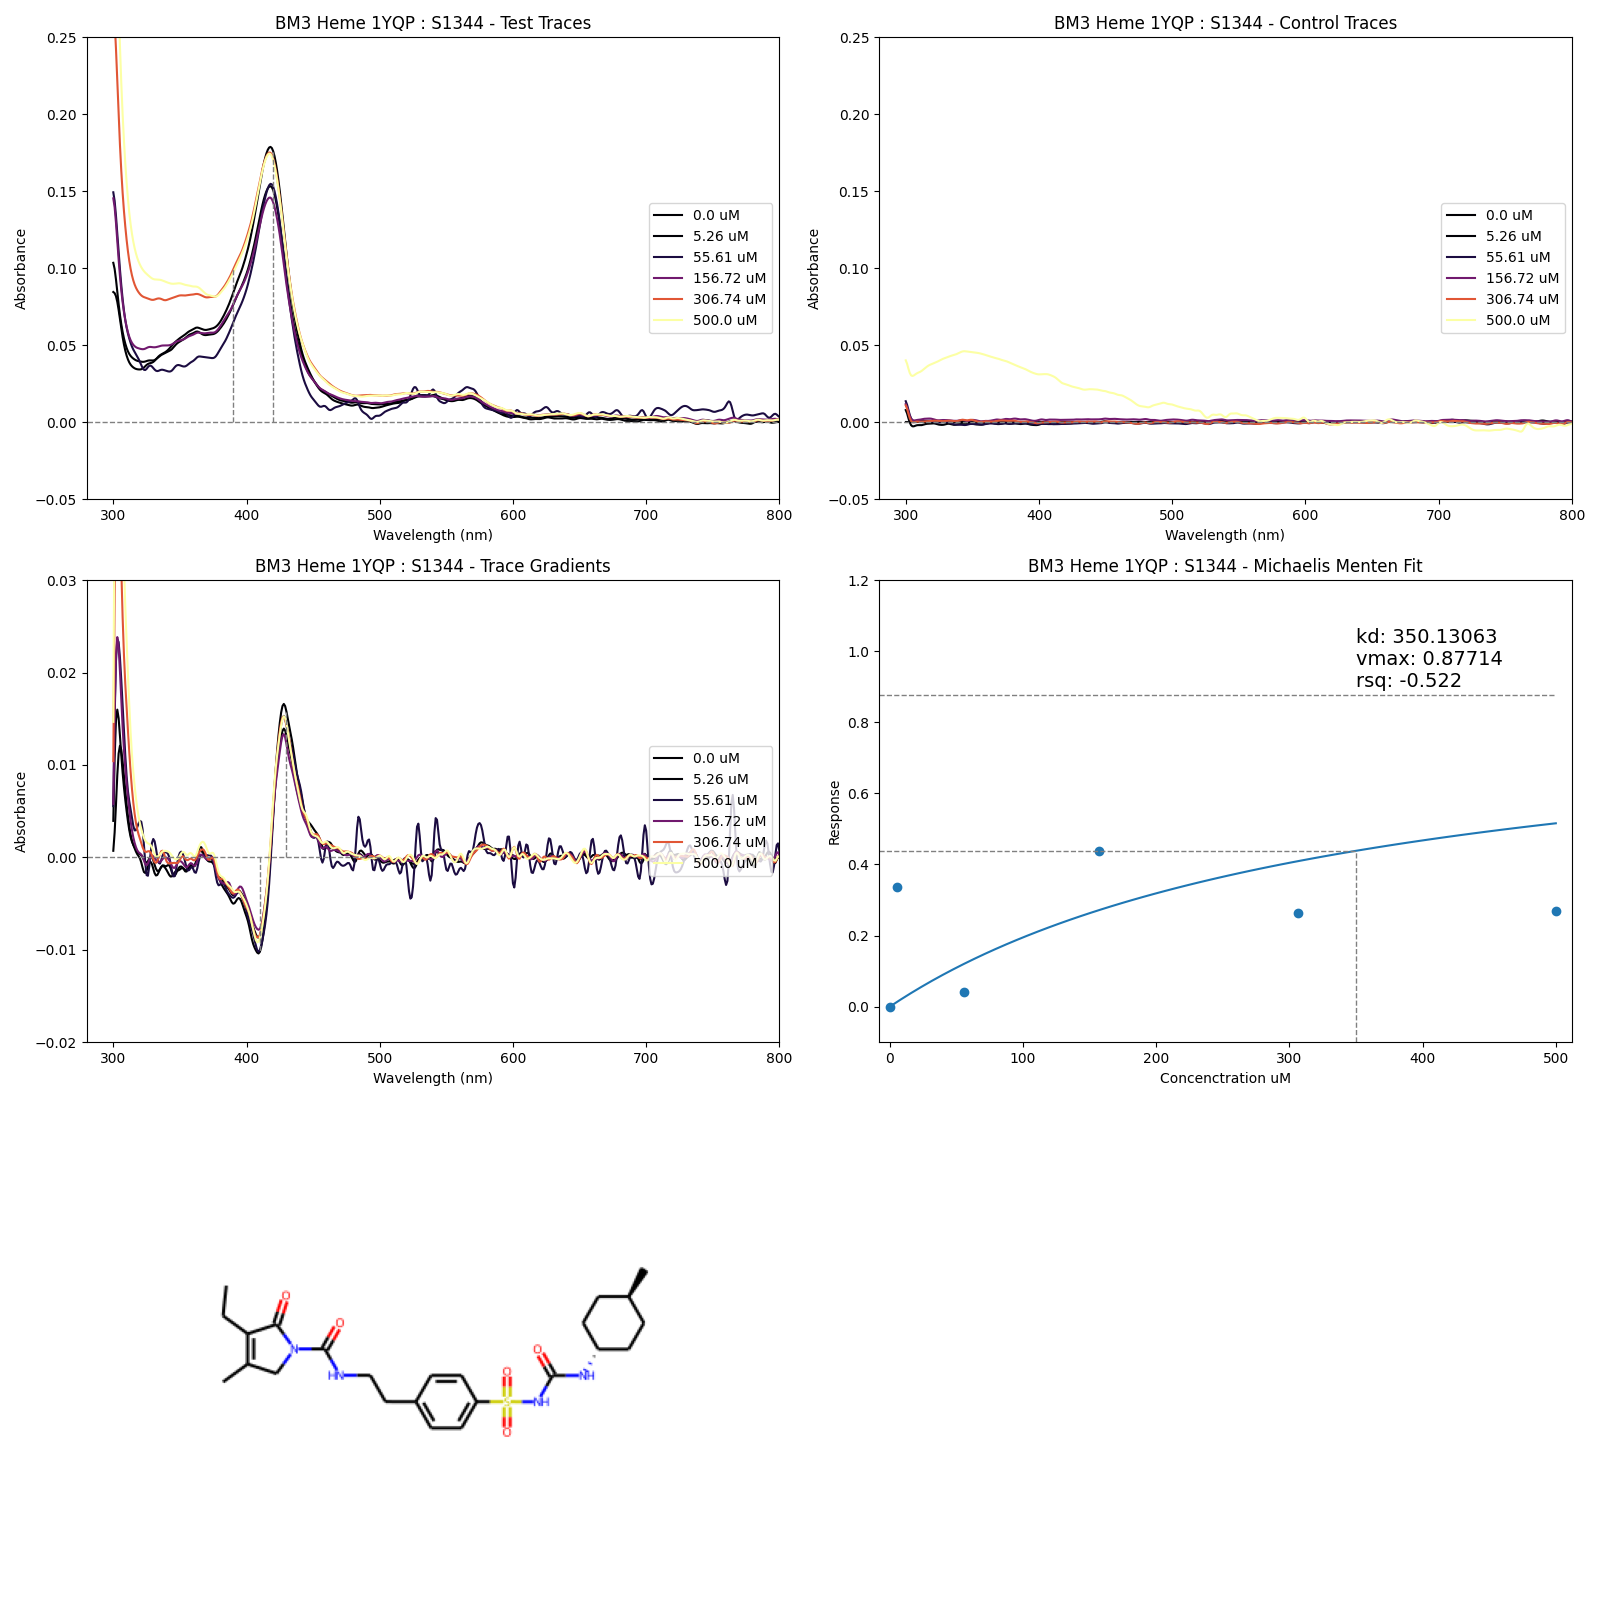 BM3 Heme 1YQP : S1344 - Test Traces
0.25
0.20
0.15
0.10
0.05
0.00
−0.05
Absorbance
300 400 500 600 700 800
Wavelength (nm)
0.0 uM
5.26 uM
55.61 uM
156.72 uM
306.74 uM
500.0 uM
BM3 Heme 1YQP : S1344 - Control Traces
0.25
0.20
0.15
0.10
0.05
0.00
−0.05
Absorbance
300 400 500 600 700 800
Wavelength (nm)
0.0 uM
5.26 uM
55.61 uM
156.72 uM
306.74 uM
500.0 uM
BM3 Heme 1YQP : S1344 - Trace Gradients
0.03
0.02
0.01
0.00
−0.01
−0.02
Absorbance
300 400 500 600 700 800
Wavelength (nm)
0.0 uM
5.26 uM
55.61 uM
156.72 uM
306.74 uM
500.0 uM
BM3 Heme 1YQP : S1344 - Michaelis Menten Fit
1.2
1.0
0.8
0.6
0.4
0.2
0.0
Response
0 100 200 300 400 500
Concenctration uM
kd: 350.13063
vmax: 0.87714
rsq: -0.522
O
O
N
HN
O
S
O
NH
O
NH